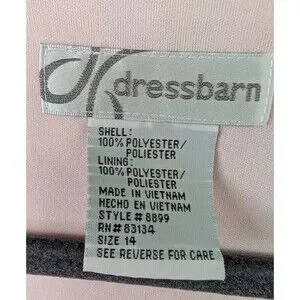 dressbarn
SHELL:
100% POLYESTER/
POLIESTER
LINING:
100% POLYESTER/
POLIESTER
MADE IN VIETNAM
HECHO EN VIETNAM
STYLE # 8899
RN# 83134
SIZE 14
SEE REVERSE FOR CARE